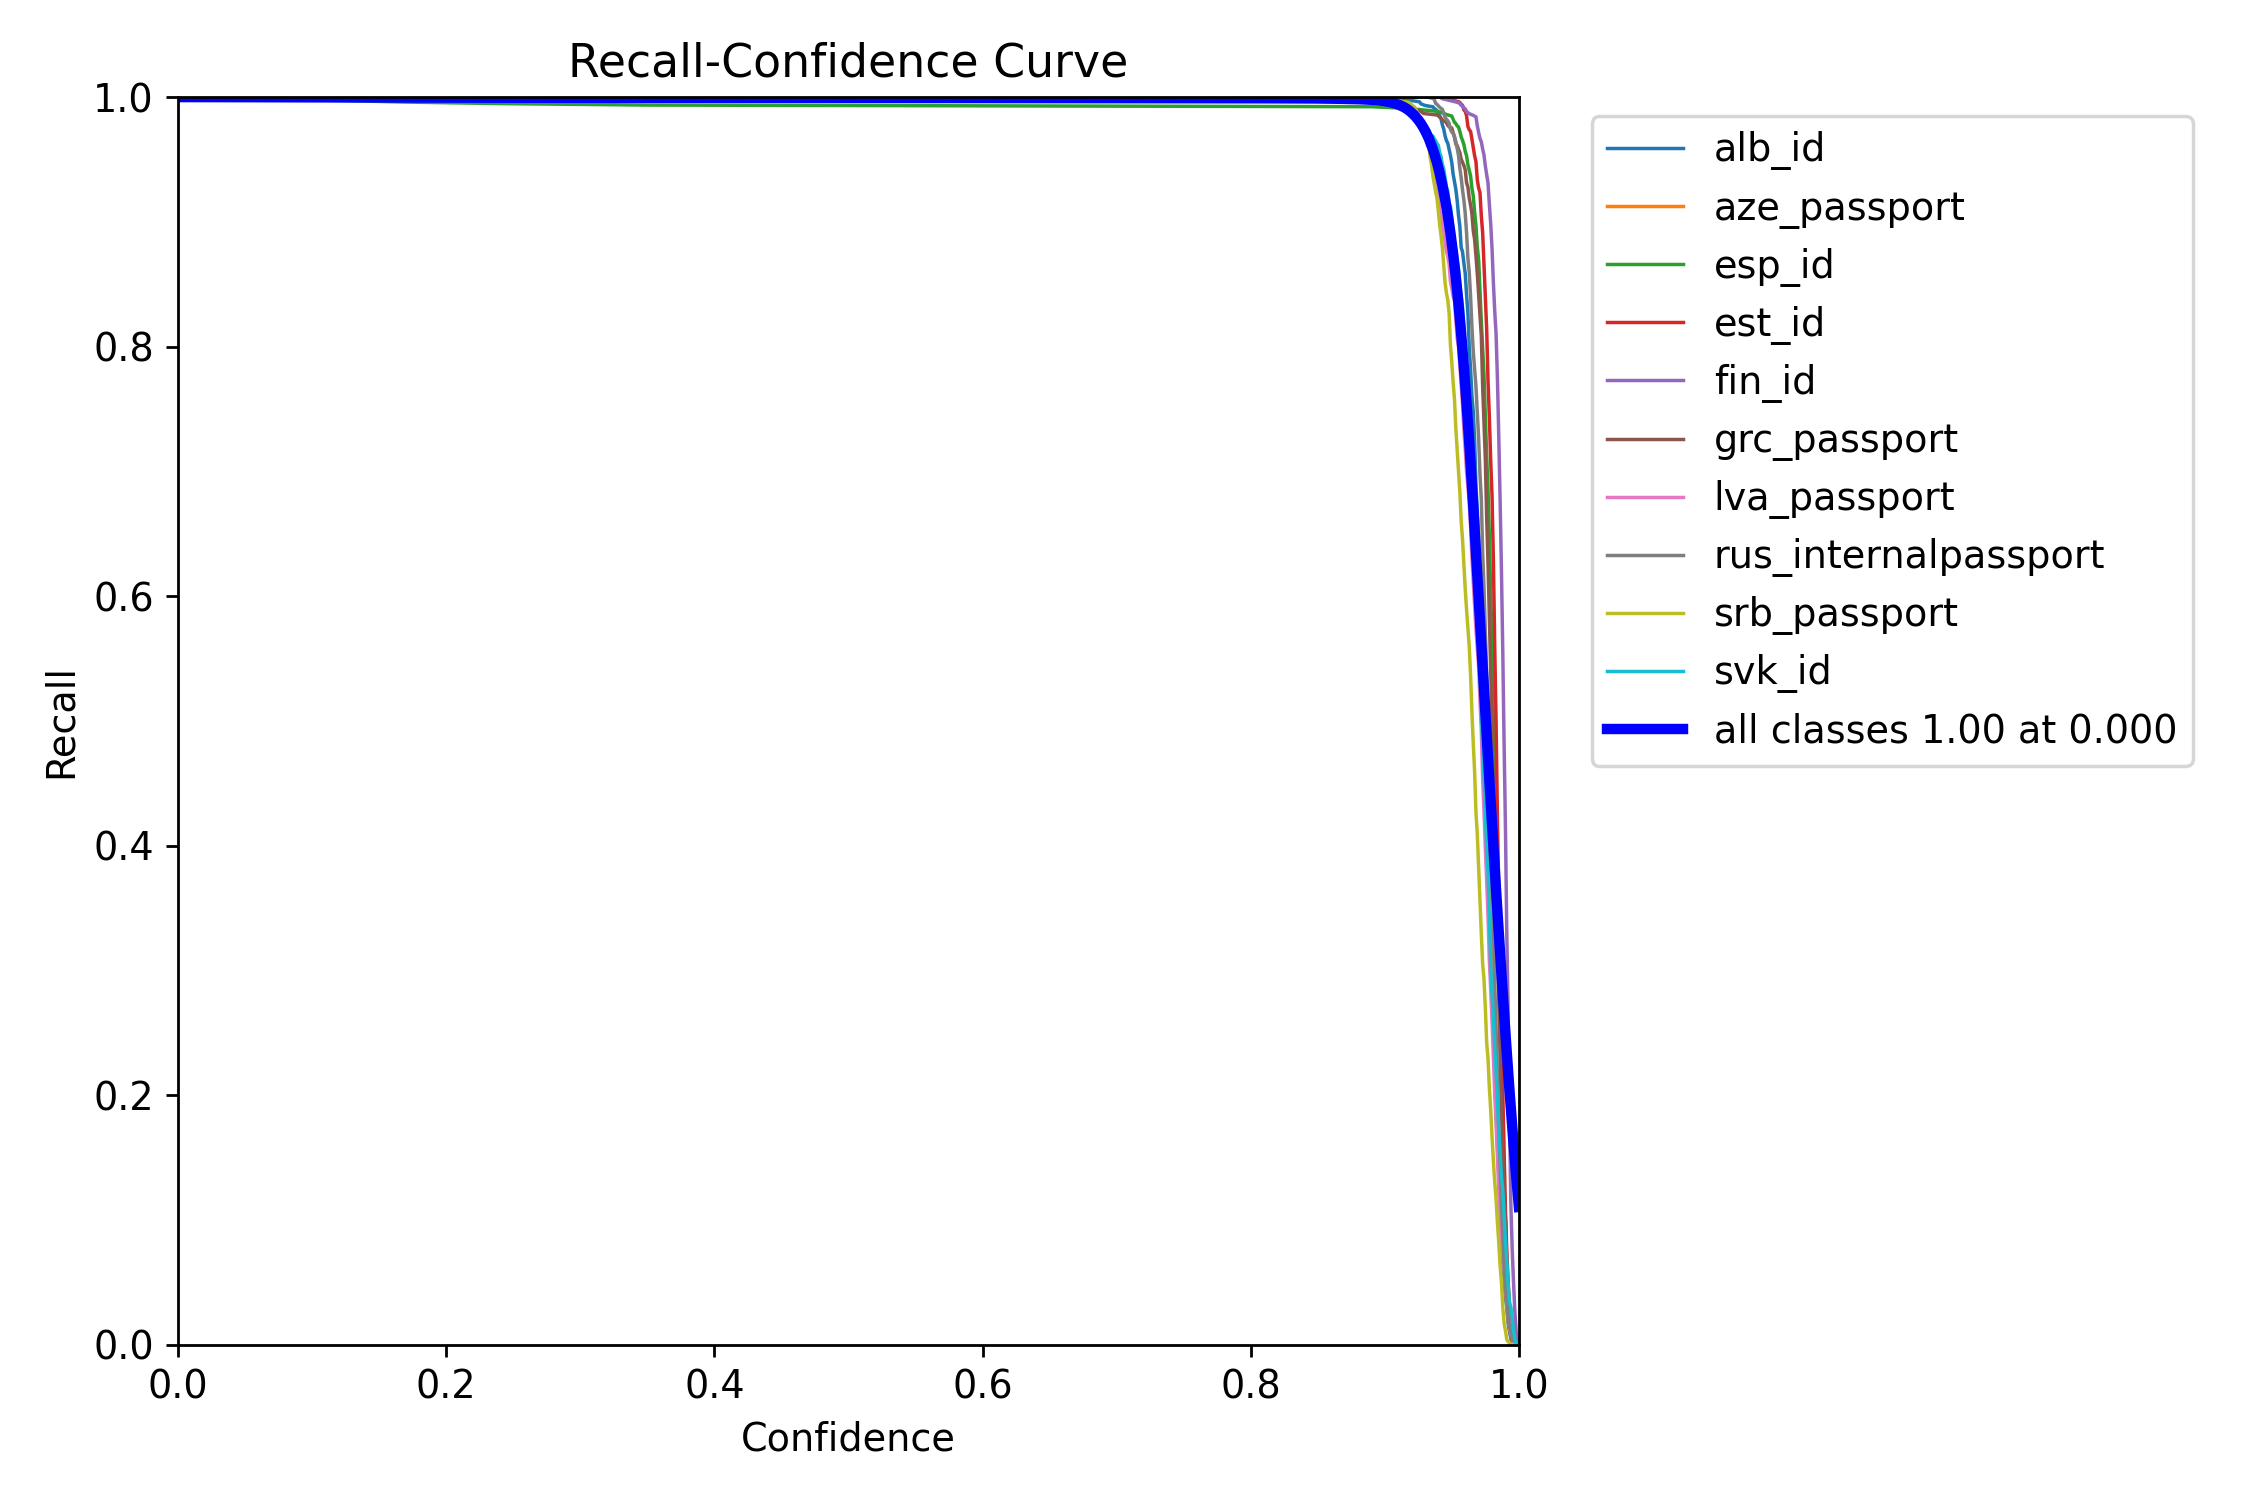 Recall-Confidence Curve
1.0
0.8
0.6
0.4
0.2
0.0
Recall
0.0 0.2 0.4 0.6 0.8 1.0
Confidence
alb_id
aze_passport
esp_id
est_id
fin_id
grc_passport
lva_passport
rus_internalpassport
srb_passport
svk_id
all classes 1.00 at 0.000